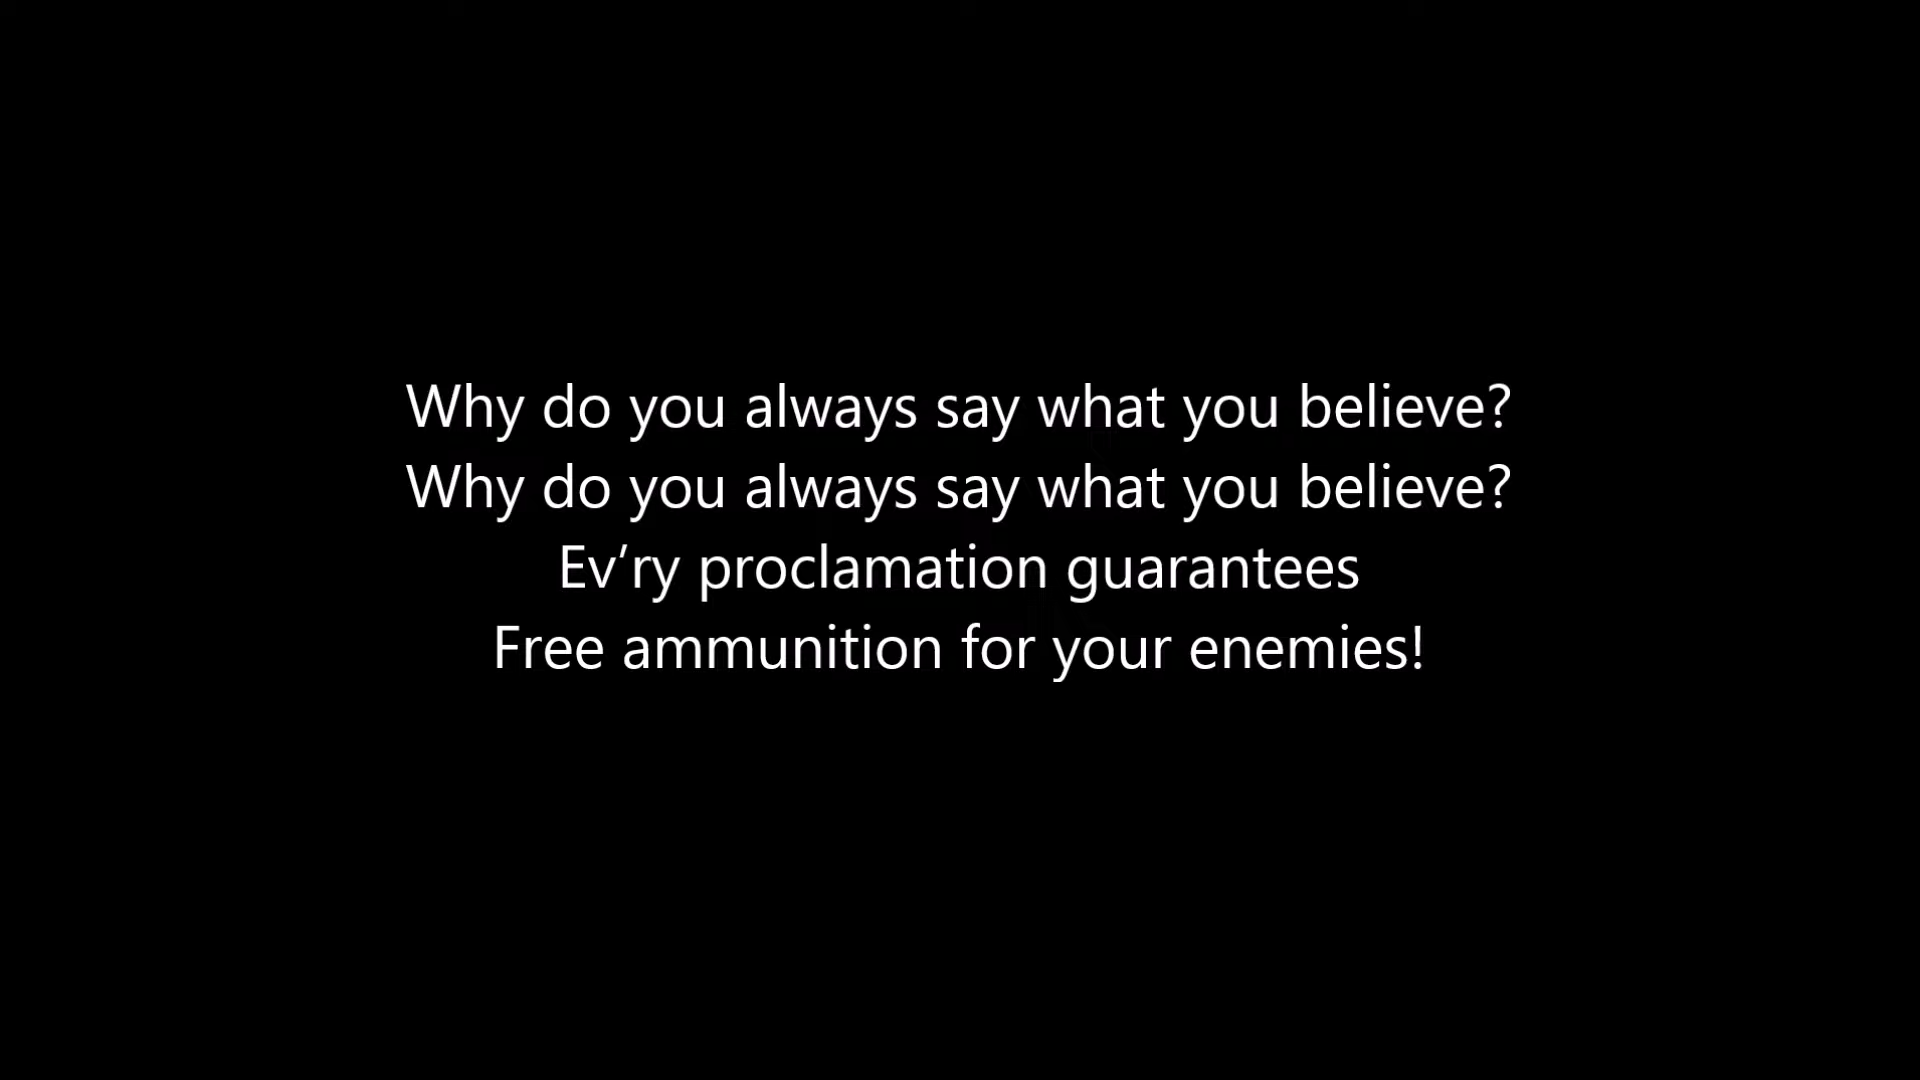 Why do you always say what you believe?
Why do you always say what you believe?
Ev’ry proclamation guarantees
Free ammunition for your enemies!